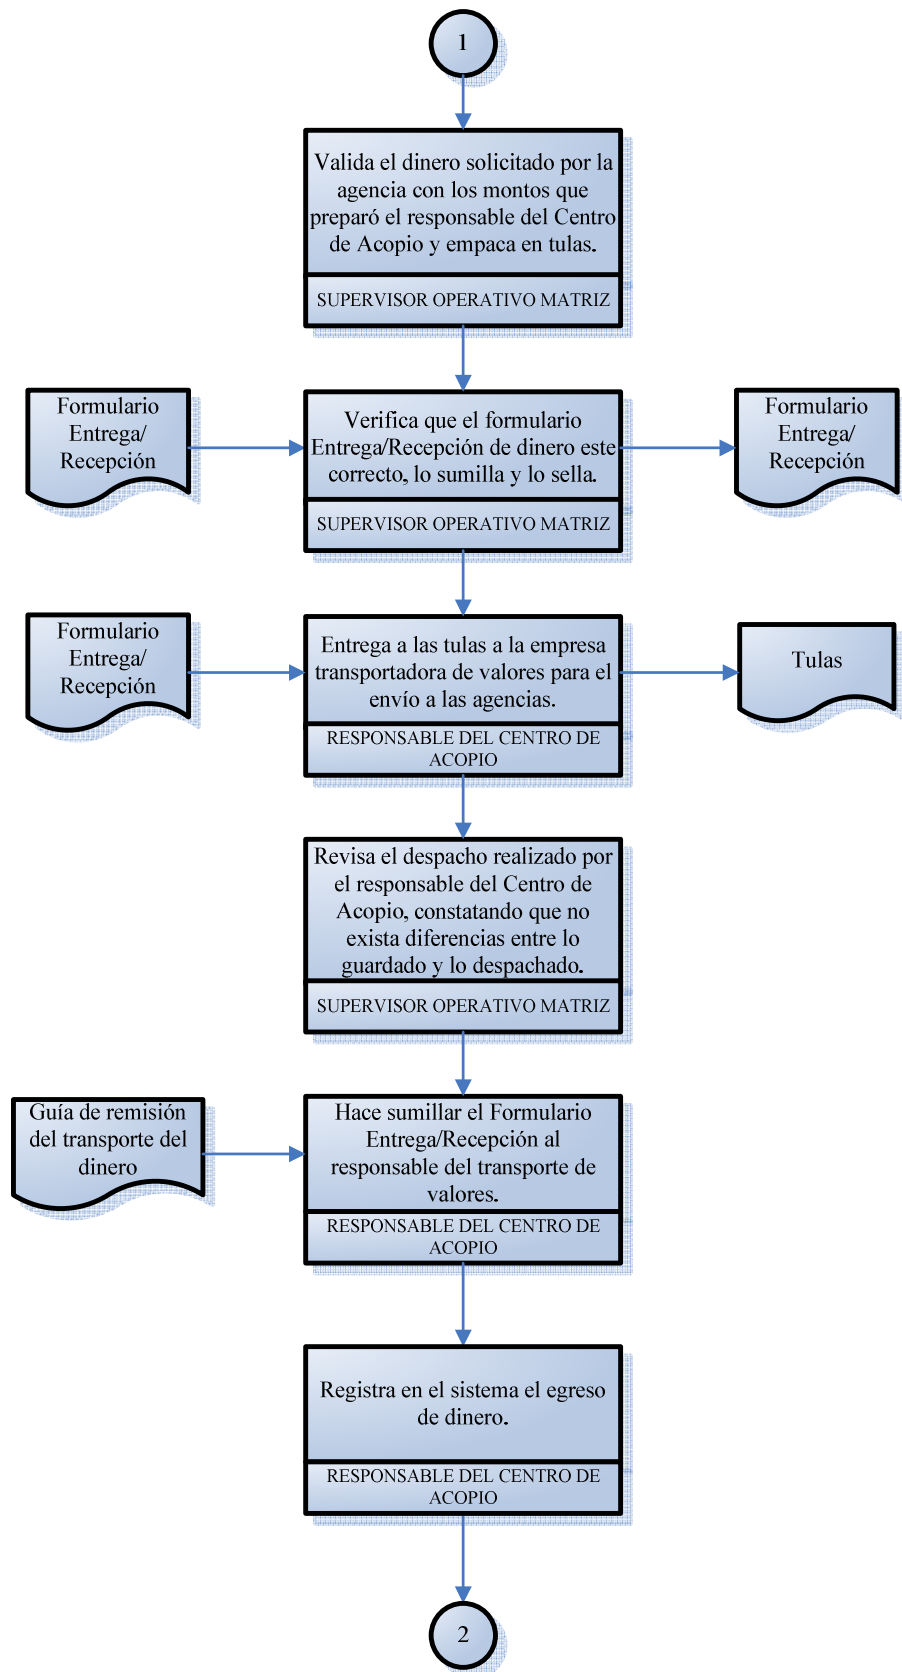 1
Valida el dinero solicitado por la
agencia con los montos que
preparó el responsable del Centro
de Acopio y empaca en tulas.
SUPERVISOR OPERATIVO MATRIZ
Formulario
Entrega/
Recepción
Verifica que el formulario
Entrega/Recepción de dinero este
correcto, lo sumilla y lo sella.
SUPERVISOR OPERATIVO MATRIZ
Formulario
Entrega/
Recepción
Formulario
Entrega/
Recepción
Entrega a las tulas a la empresa
transportadora de valores para el
envío a las agencias.
RESPONSABLE DEL CENTRO DE
ACOPIO
Tulas
Revisa el despacho realizado por
el responsable del Centro de
Acopio, constatando que no
exista diferencias entre lo
guardado y lo despachado.
SUPERVISOR OPERATIVO MATRIZ
Guía de remisión
del transporte del
dinero
Hace sumillar el Formulario
Entrega/Recepción al
responsable del transporte de
valores.
RESPONSABLE DEL CENTRO DE
ACOPIO
Registra en el sistema el egreso
de dinero.
RESPONSABLE DEL CENTRO DE
ACOPIO
2